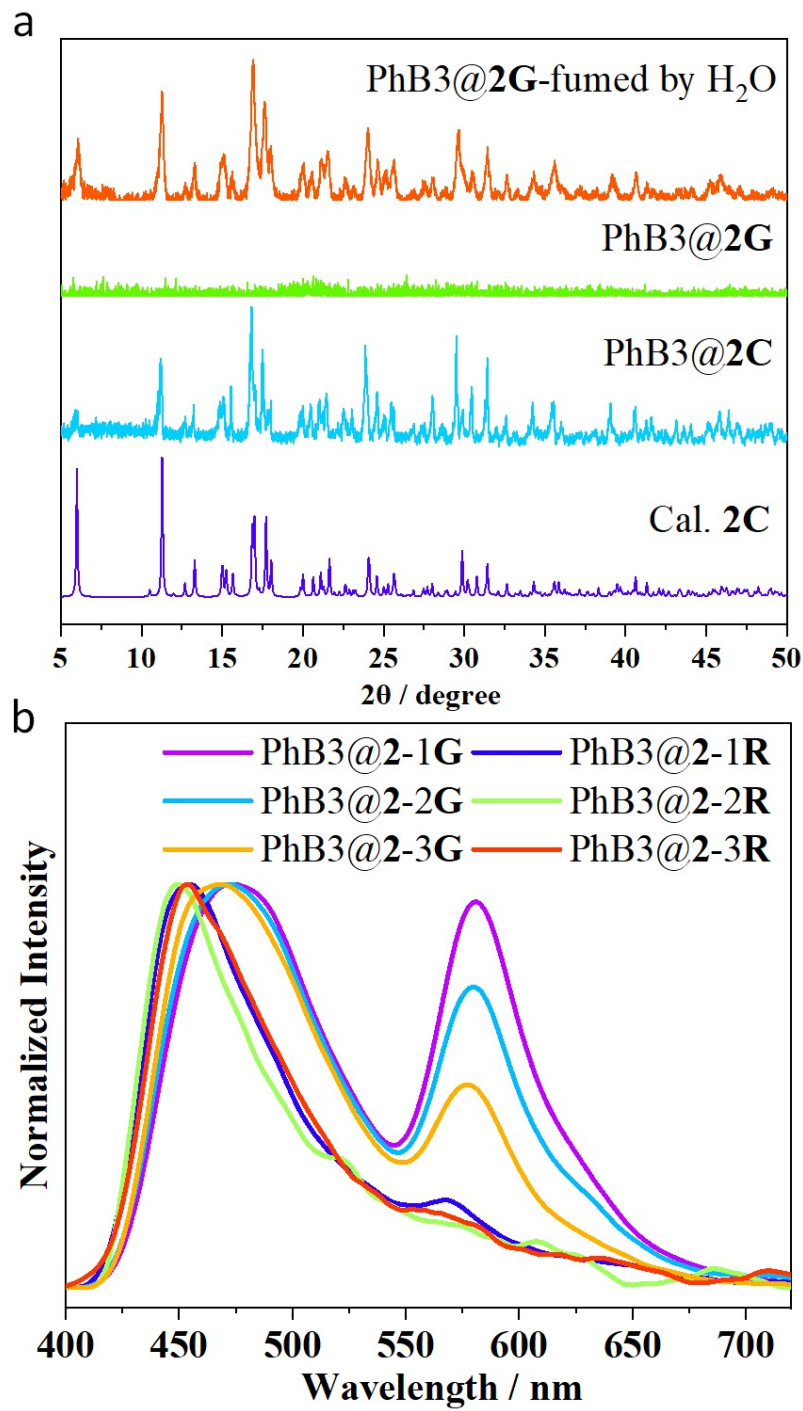 a
PhB3@2G-fumed by H₂O
PhB3@2G
PhB3@2C
Cal. 2C
5 10 15 20 25 30 35 40 45 50
2θ / degree
b
PhB3@2-1G PhB3@2-1R
PhB3@2-2G PhB3@2-2R
PhB3@2-3G PhB3@2-3R
Normalized Intensity
400 450 500 550 600 650 700
Wavelength / nm